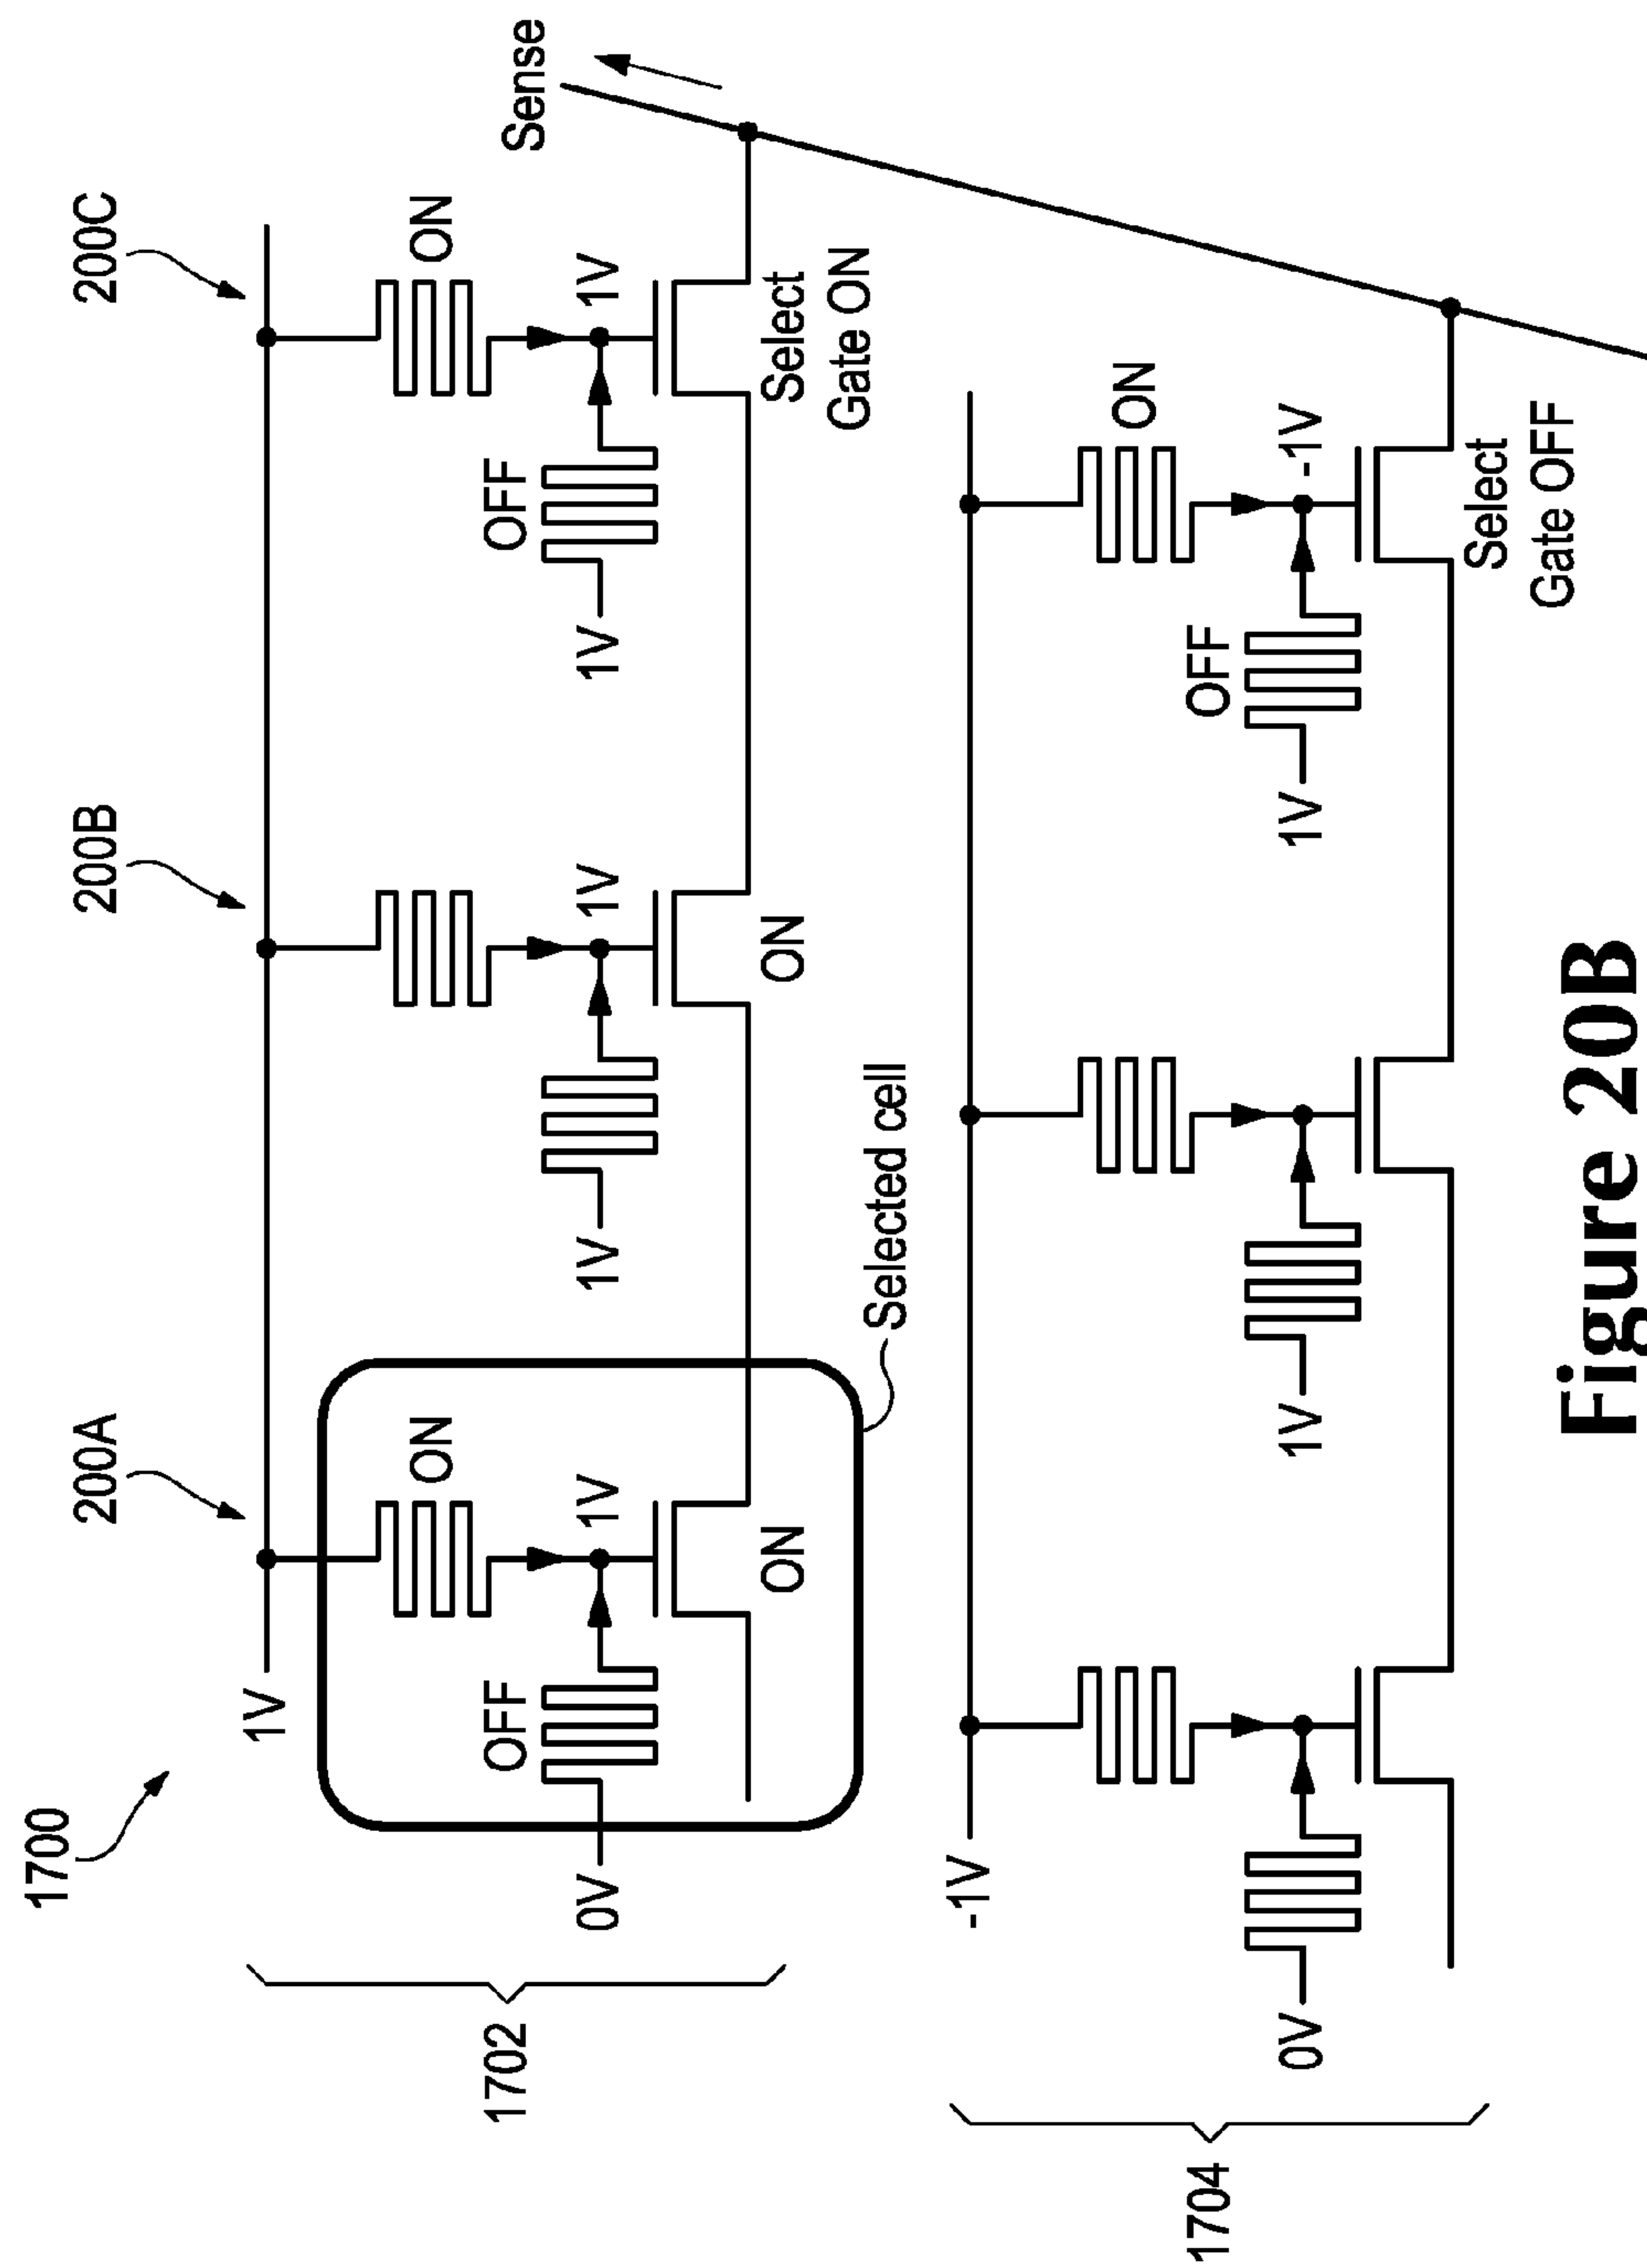 1700
200A
200B
200C
Sense
1V
ON
ON
OFF
OFF
1V
1V
1V
0V
1V
1V
ON
ON
Select
Gate ON
1702
Selected cell
-1V
ON
OFF
-1V
0V
1V
1V
Select
Gate OFF
1704
Figure 20B